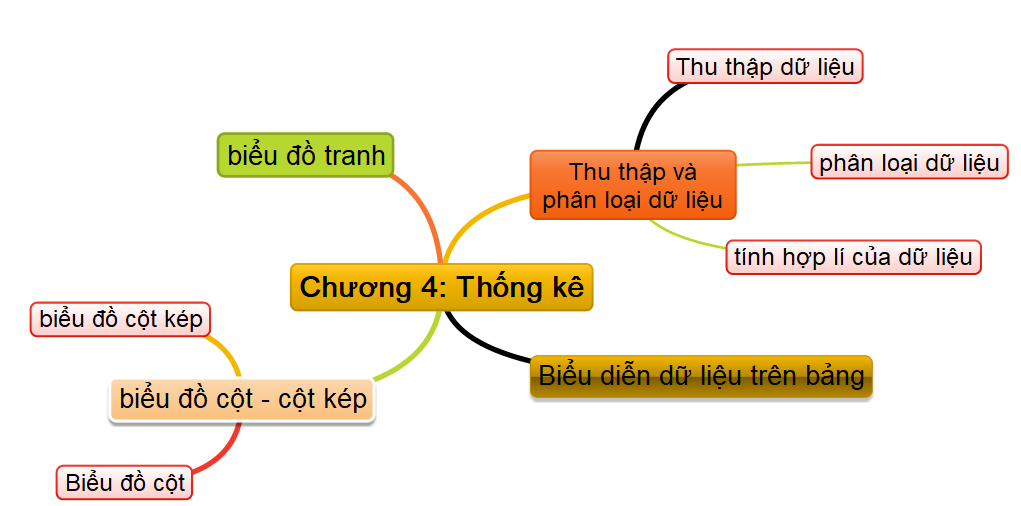 Thu thập dữ liệu
biểu đồ tranh
Thu thập và
phân loại dữ liệu
phân loại dữ liệu
tính hợp lí của dữ liệu
Chương 4: Thống kê
biểu đồ cột kép
Biểu diễn dữ liệu trên bảng
biểu đồ cột - cột kép
Biểu đồ cột